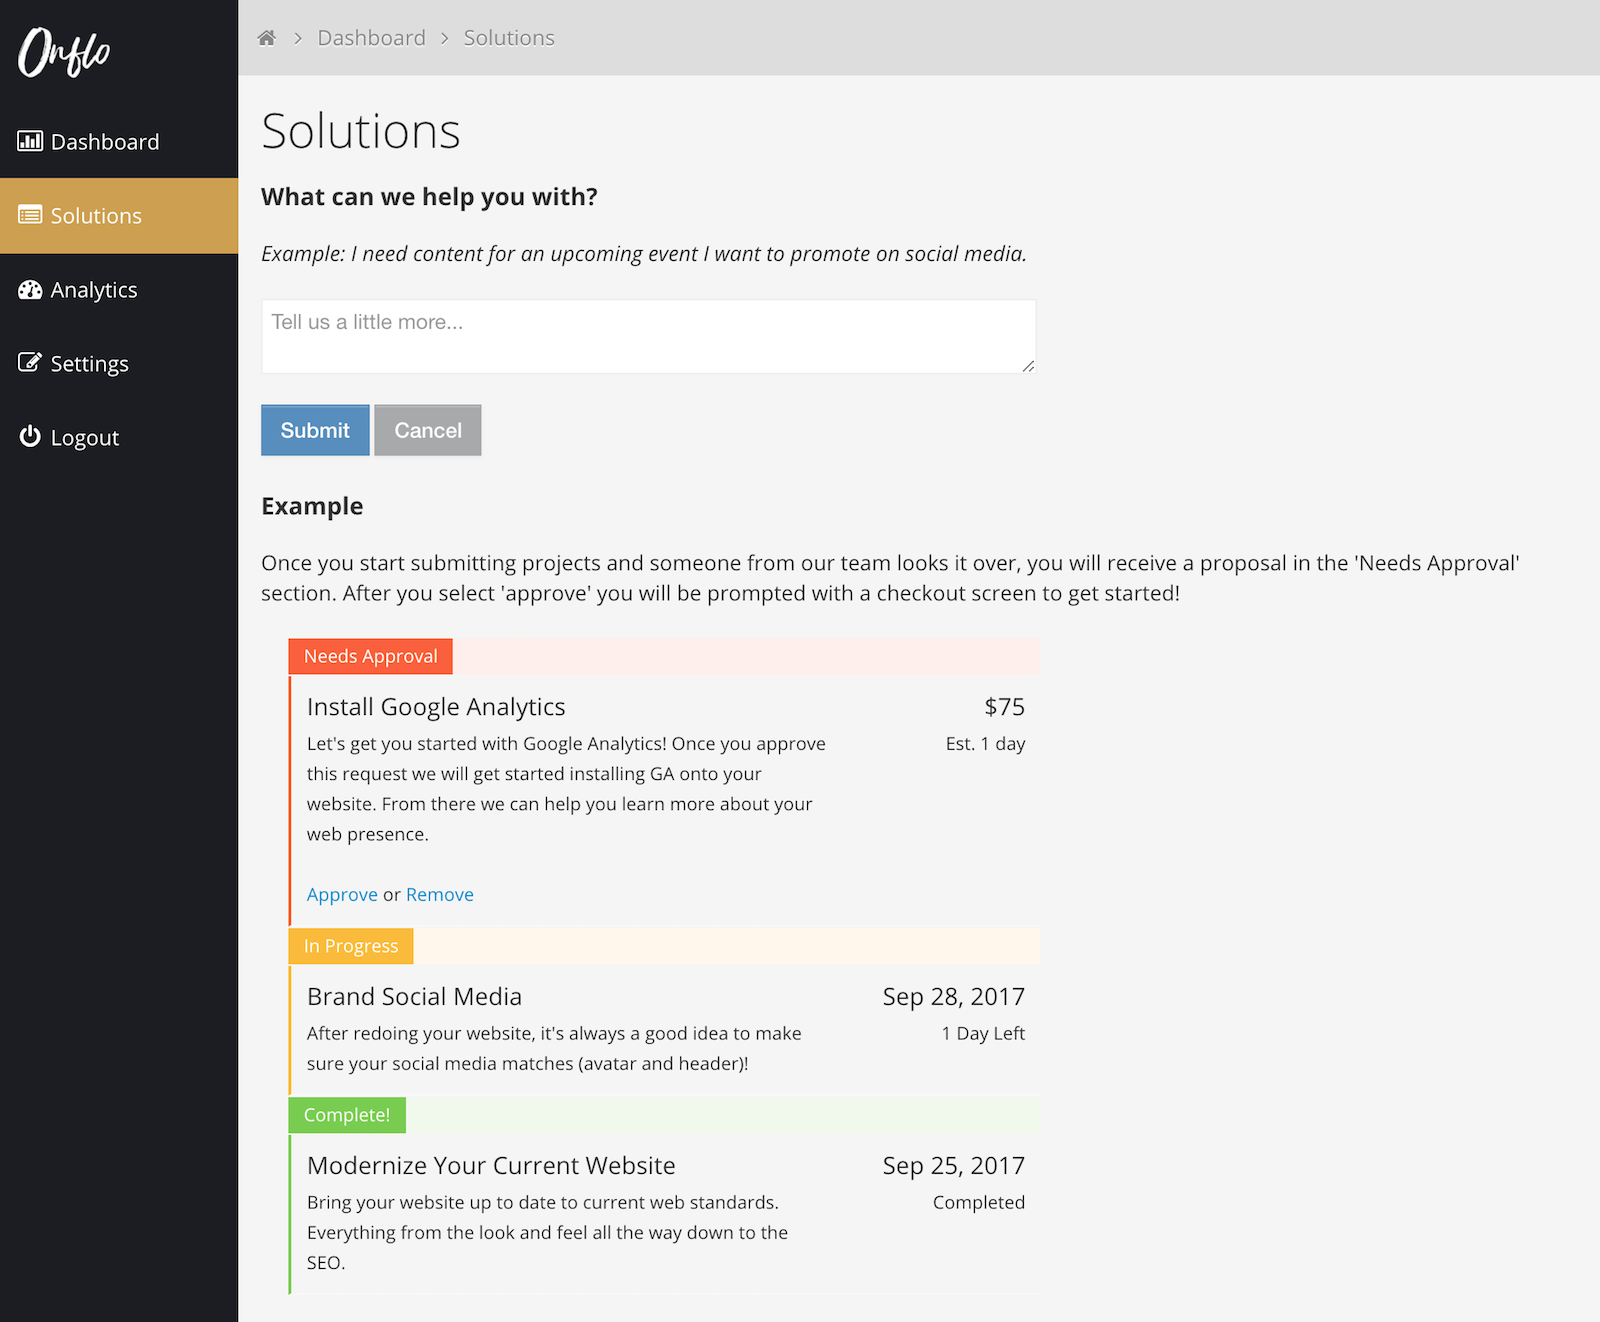 Onflo
Dashboard
Solutions
Analytics
Settings
Logout
Dashboard > Solutions
Solutions
What can we help you with?
Example: I need content for an upcoming event I want to promote on social media.
Tell us a little more...
Submit Cancel
Example
Once you start submitting projects and someone from our team looks it over, you will receive a proposal in the 'Needs Approval'
section. After you select 'approve' you will be prompted with a checkout screen to get started!
Needs Approval
Install Google Analytics $75
Let's get you started with Google Analytics! Once you approve Est. 1 day
this request we will get started installing GA onto your
website. From there we can help you learn more about your
web presence.
Approve or Remove
In Progress
Brand Social Media Sep 28, 2017
After redoing your website, it's always a good idea to make 1 Day Left
sure your social media matches (avatar and header)!
Complete!
Modernize Your Current Website Sep 25, 2017
Bring your website up to date to current web standards. Completed
Everything from the look and feel all the way down to the
SEO.